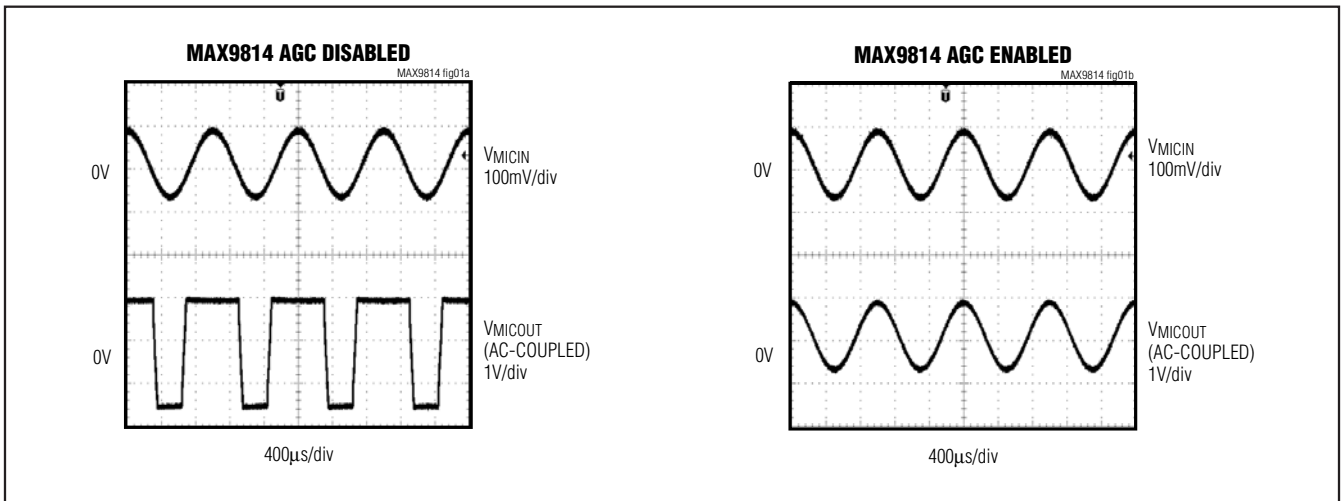 MAX9814 AGC DISABLED
MAX9814 fig01a
0V
VMICIN
100mV/div
0V
VMICOUT
(AC-COUPLED)
1V/div
400μs/div
MAX9814 AGC ENABLED
MAX9814 fig01b
0V
VMICIN
100mV/div
0V
VMICOUT
(AC-COUPLED)
1V/div
400μs/div